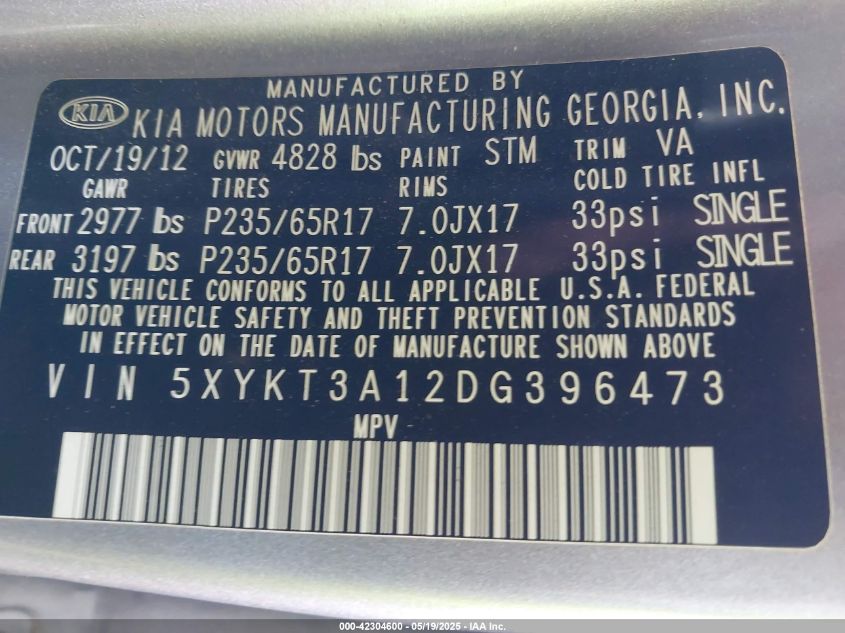 MANUFACTURED BY
KIA KIA MOTORS MANUFACTURING GEORGIA, INC.
OCT/19/12 GVWR 4828 lbs PAINT STM TRIM VA
GAWR TIRES RIMS COLD TIRE INFL
FRONT 2977 lbs P235/65R17 7.0JX17 33psi SINGLE
REAR 3197 lbs P235/65R17 7.0JX17 33psi SINGLE
THIS VEHICLE CONFORMS TO ALL APPLICABLE U.S.A. FEDERAL
MOTOR VEHICLE SAFETY AND THEFT PREVENTION STANDARDS
IN EFFECT ON THE DATE OF MANUFACTURE SHOWN ABOVE
VIN 5XYKT3A12DG396473
MPV
000-42304600 - 05/19/2025 - IAA Inc.